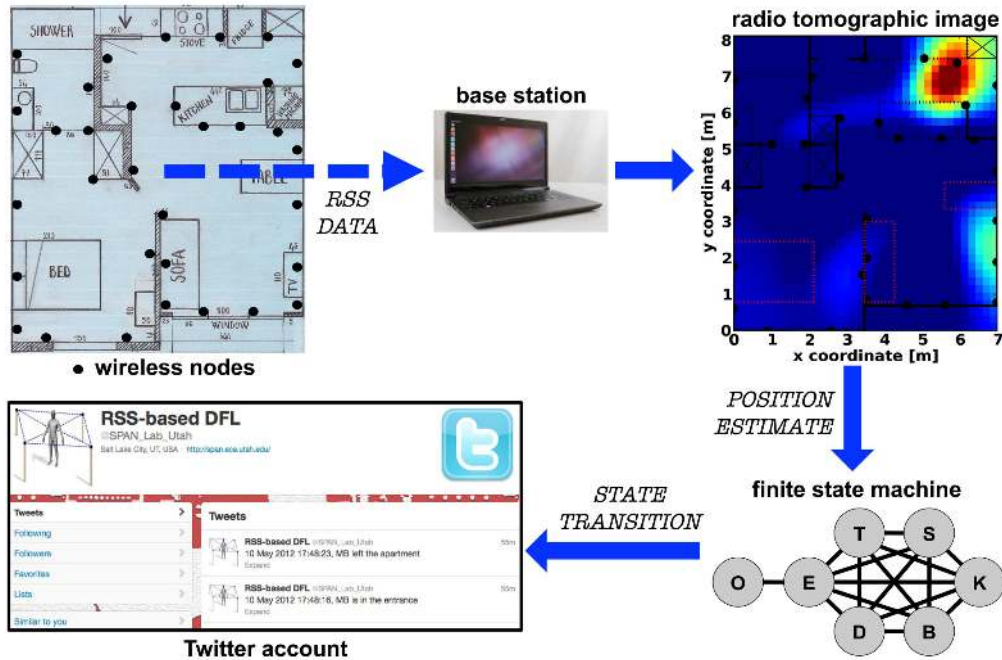 radio tomographic image
SHOWER
STOVE
FRIDGE
KITCHEN
TABLE
BED
SOFA
TV
WINDOW
base station
RSS
DATA
8
7
6
5
4
3
2
1
0
y coordinate [m]
0 1 2 3 4 5 6 7
x coordinate [m]
wireless nodes
POSITION
ESTIMATE
finite state machine
T S
O E K
D B
STATE
TRANSITION
RSS-based DFL
@SPAN_Lab_Utah
Salt Lake City, UT, USA · http://span.ece.utah.edu/
t
Tweets
Following
Followers
Favorites
Lists
Similar to you
Tweets
RSS-based DFL @SPAN_Lab_Utah 55m
10 May 2012 17:48:23, MB left the apartment
Expand
RSS-based DFL @SPAN_Lab_Utah 55m
10 May 2012 17:48:16, MB is in the entrance
Expand
Twitter account